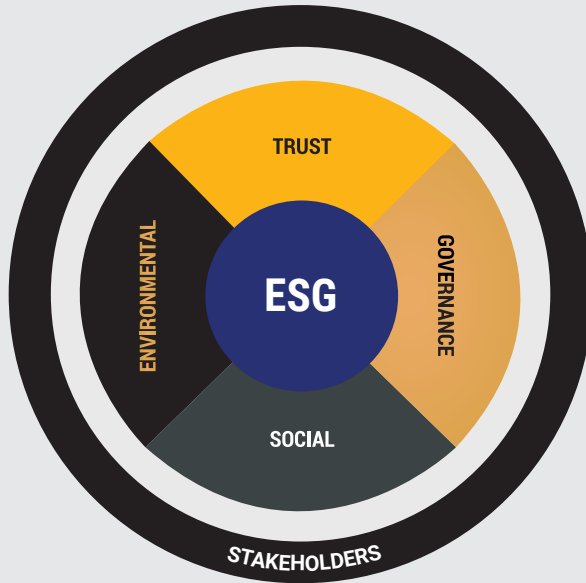 TRUST
ENVIRONMENTAL
ESG
GOVERNANCE
SOCIAL
STAKEHOLDERS